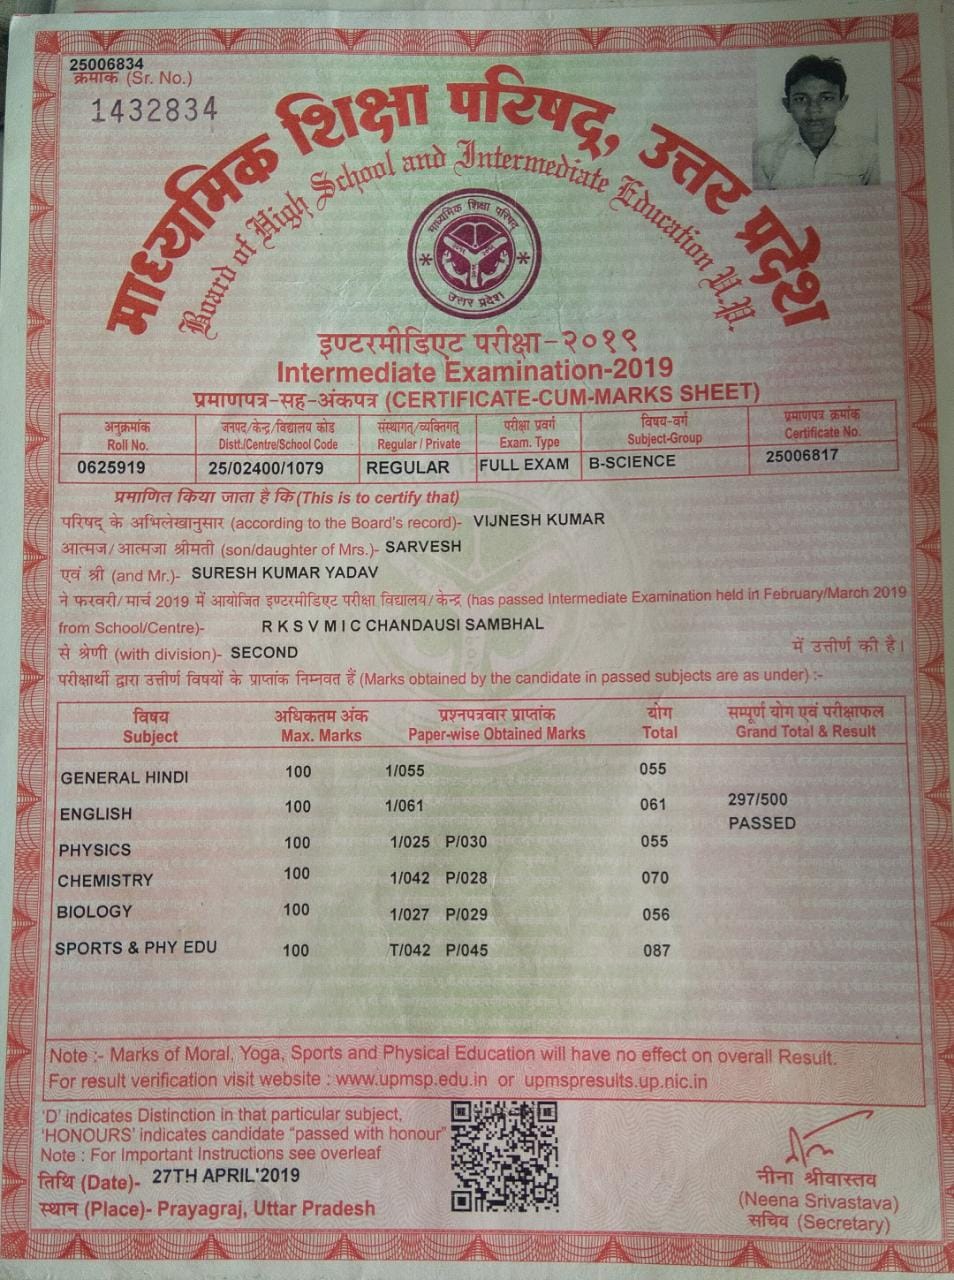 25006834
क्रमांक (Sr. No.)
1432834
माध्यमिक शिक्षा परिषद्, उत्तर प्रदेश
Board of High School and Intermediate Education U.P.
माध्यमिक शिक्षा परिषद
उत्तर प्रदेश
इण्टरमीडिएट परीक्षा-२०१९
Intermediate Examination-2019
प्रमाणपत्र-सह-अंकपत्र (CERTIFICATE-CUM-MARKS SHEET)
अनुक्रमांक जनपद/केन्द्र/विद्यालय कोड संस्थागत्/व्यक्तिगत् परीक्षा प्रवर्ग विषय-वर्ग प्रमाणपत्र क्रमांक
Roll No. Distt./Centre/School Code Regular / Private Exam. Type Subject-Group Certificate No.
0625919 25/02400/1079 REGULAR FULL EXAM B-SCIENCE 25006817
प्रमाणित किया जाता है कि (This is to certify that)
परिषद् के अभिलेखानुसार (according to the Board's record)- VIJNESH KUMAR
आत्मज/आत्मजा श्रीमती (son/daughter of Mrs.)- SARVESH
एवं श्री (and Mr.)- SURESH KUMAR YADAV
ने फरवरी/मार्च 2019 में आयोजित इण्टरमीडिएट परीक्षा विद्यालय/केन्द्र (has passed Intermediate Examination held in February/March 2019
from School/Centre)- R K S V M I C CHANDAUSI SAMBHAL
से श्रेणी (with division)- SECOND में उत्तीर्ण की है।
परीक्षार्थी द्वारा उत्तीर्ण विषयों के प्राप्तांक निम्नवत हैं (Marks obtained by the candidate in passed subjects are as under) :-
विषय अधिकतम अंक प्रश्नपत्रवार प्राप्तांक योग सम्पूर्ण योग एवं परीक्षाफल
Subject Max. Marks Paper-wise Obtained Marks Total Grand Total & Result
GENERAL HINDI 100 1/055 055
ENGLISH 100 1/061 061 297/500
PASSED
PHYSICS 100 1/025 P/030 055
CHEMISTRY 100 1/042 P/028 070
BIOLOGY 100 1/027 P/029 056
SPORTS & PHY EDU 100 T/042 P/045 087
Note :- Marks of Moral, Yoga, Sports and Physical Education will have no effect on overall Result.
For result verification visit website : www.upmsp.edu.in or upmspresults.up.nic.in
'D' indicates Distinction in that particular subject,
'HONOURS' indicates candidate "passed with honour"
Note : For Important Instructions see overleaf
तिथि (Date)- 27TH APRIL'2019
स्थान (Place)- Prayagraj, Uttar Pradesh
नीना श्रीवास्तव
(Neena Srivastava)
सचिव (Secretary)